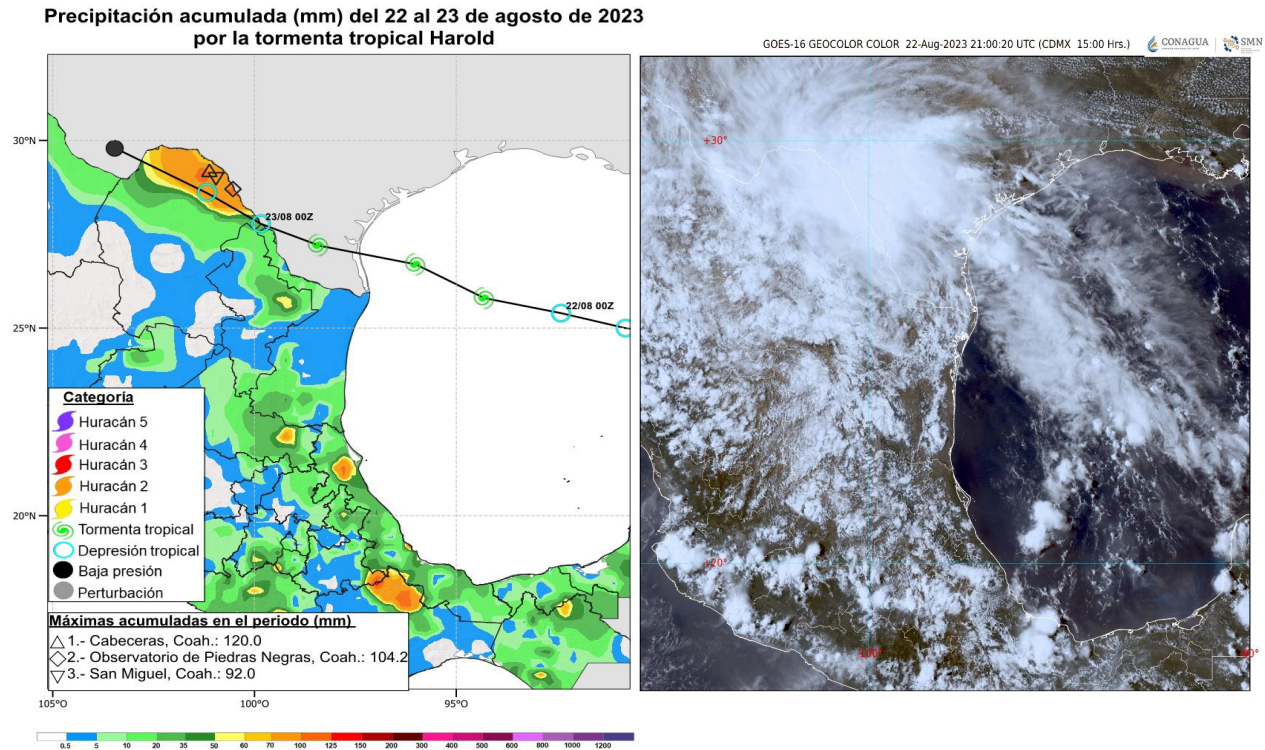 Precipitación acumulada (mm) del 22 al 23 de agosto de 2023
por la tormenta tropical Harold
GOES-16 GEOCOLOR COLOR 22-Aug-2023 21:00:20 UTC (CDMX 15:00 Hrs.)
CONAGUA
SMN
30°N
25°N
20°N
23/08 00Z
22/08 00Z
+30°
+20°
Categoría
Huracán 5
Huracán 4
Huracán 3
Huracán 2
Huracán 1
Tormenta tropical
Depresión tropical
Baja presión
Perturbación
Máximas acumuladas en el periodo (mm)
1.- Cabeceras, Coah.: 120.0
2.- Observatorio de Piedras Negras, Coah.: 104.2
3.- San Miguel, Coah.: 92.0
105°O 100°O 95°O
0.5 5 10 20 35 50 60 70 100 125 150 200 300 400 500 600 800 1000 1200